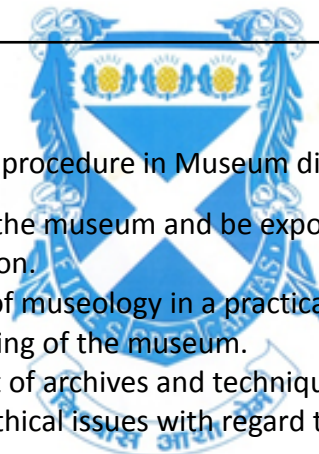 procedure in Museum di
the museum and be expo
on.
of museology in a practica
ing of the museum.
t of archives and techniqu
thical issues with regard t
विश्वास आशा प्रेम